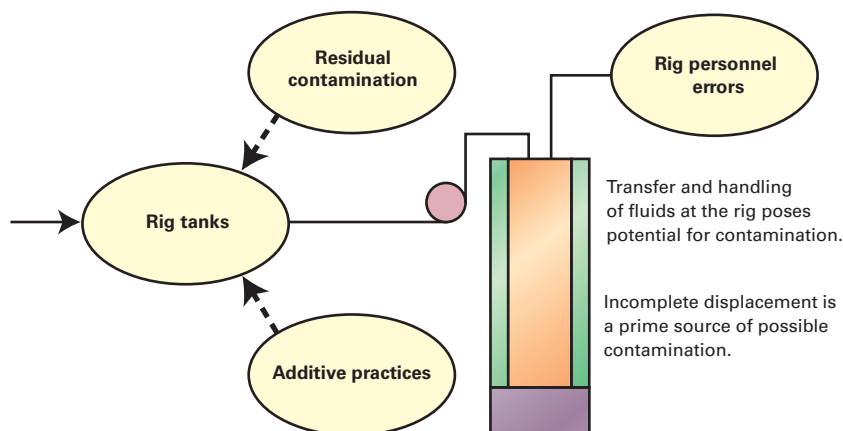 Residual
contamination
Rig personnel
errors
Rig tanks
Transfer and handling
of fluids at the rig poses
potential for contamination.
Incomplete displacement is
a prime source of possible
contamination.
Additive practices